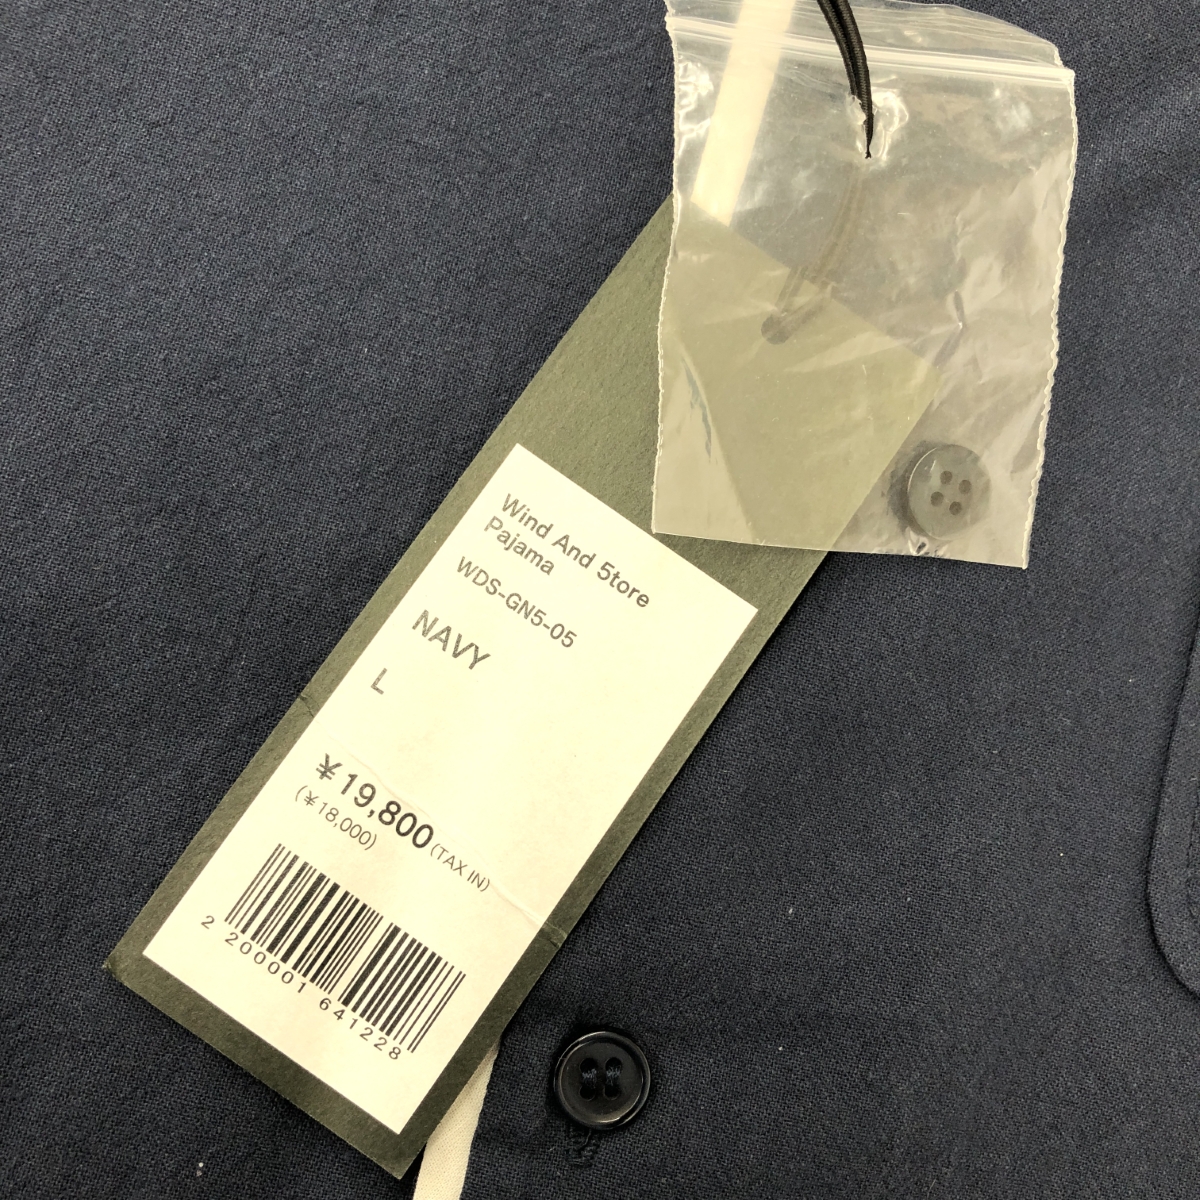 Wind And 5tore
Pajama
WDS-GN5-05
NAVY
L
¥19,800(TAX IN)
(¥18,000)
2 200001 641228